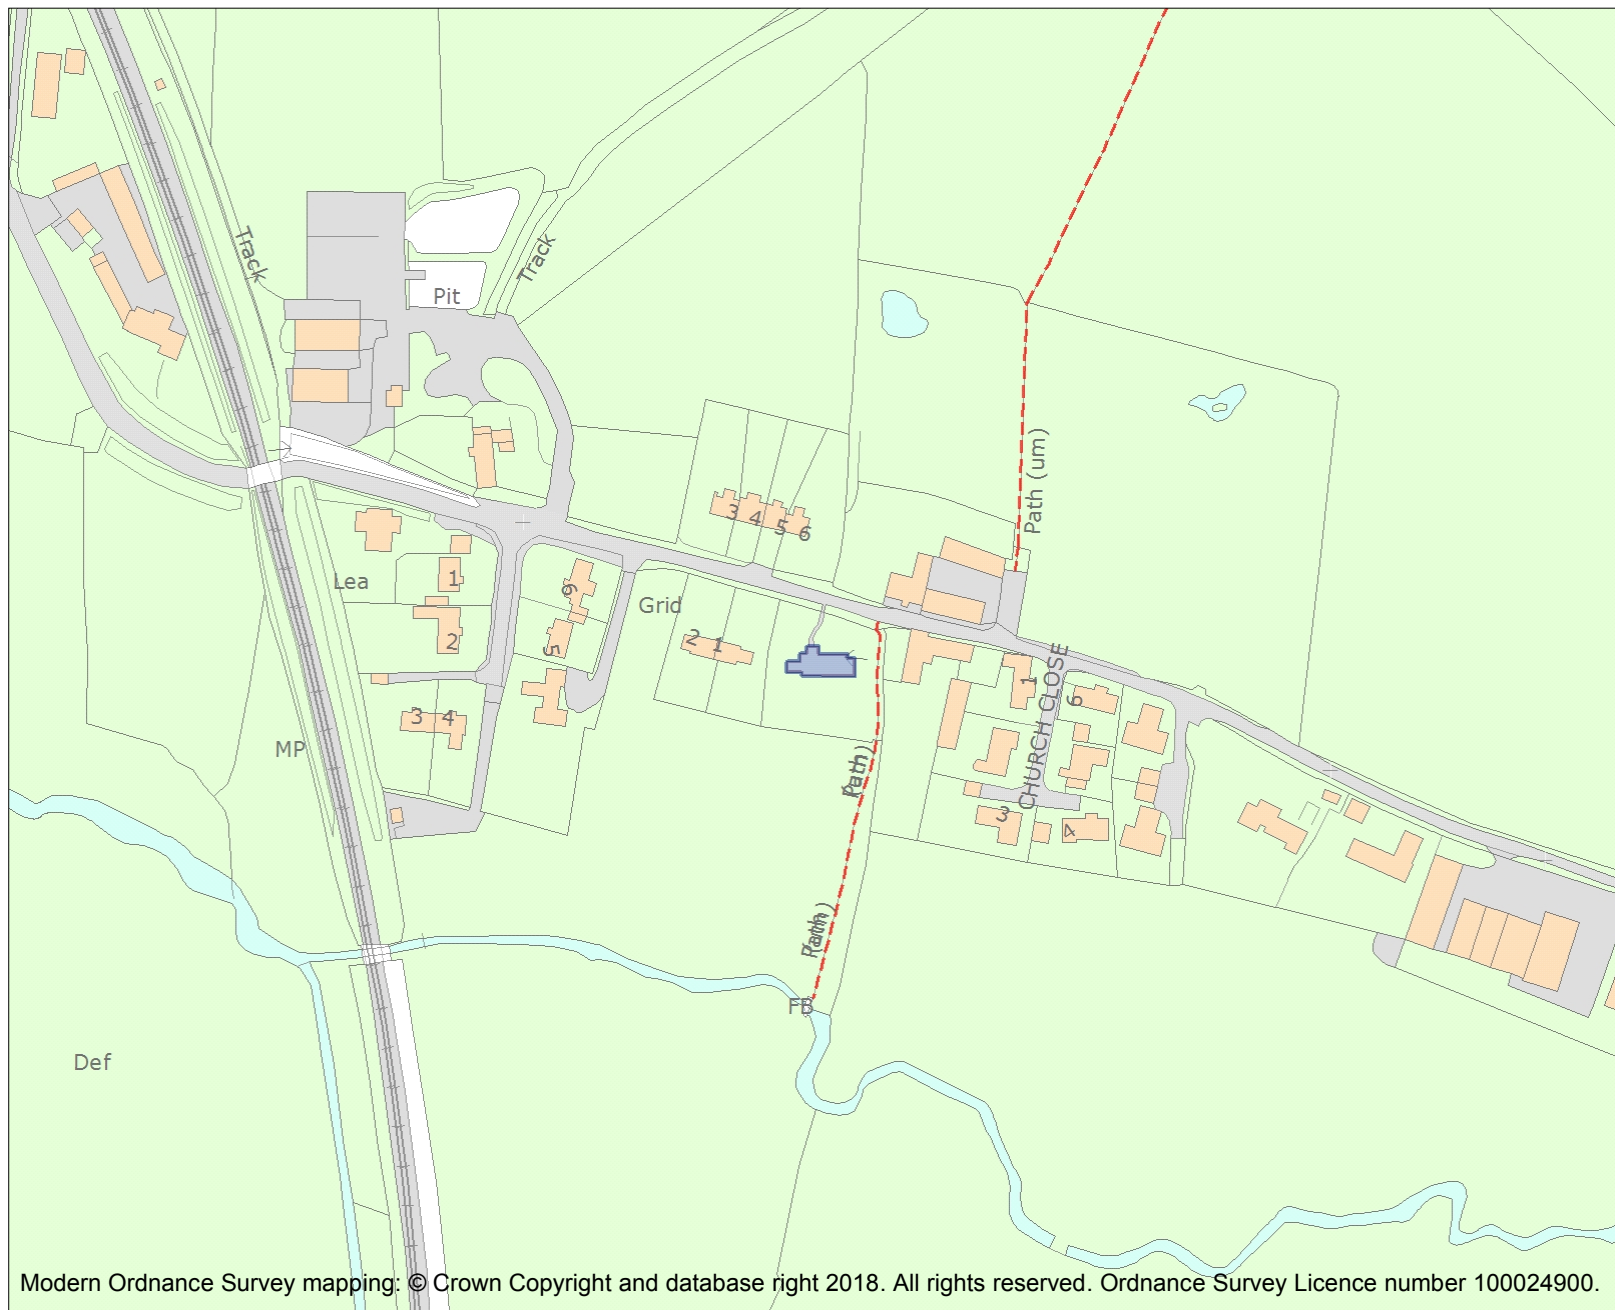 Track
Track
Pit
Path (um)
3
4
5
6
Lea
1
6
Grid
2
5
2
1
CHURCH CLOSE
1
6
3
4
MP
Path)
3
4
Path
FB
Def
Modern Ordnance Survey mapping: © Crown Copyright and database right 2018. All rights reserved. Ordnance Survey Licence number 100024900.